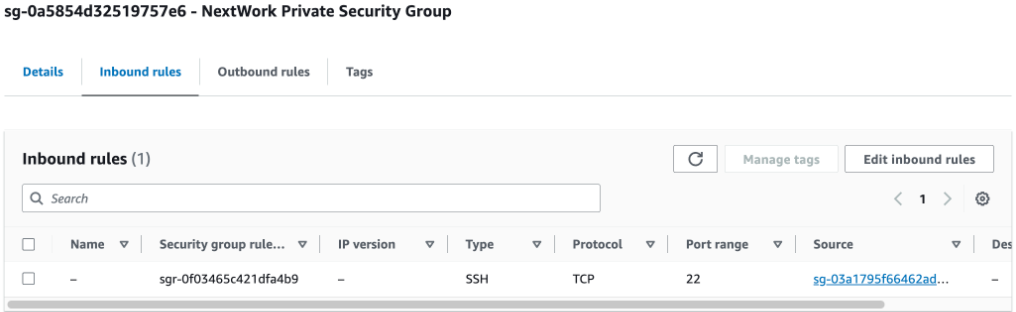 sg-0a5854d32519757e6 - NextWork Private Security Group
Details Inbound rules Outbound rules Tags
Inbound rules (1) Manage tags Edit inbound rules
Search 1
Name Security group rule... IP version Type Protocol Port range Source Des
– sgr-0f03465c421dfa4b9 – SSH TCP 22 sg-03a1795f66462ad... –